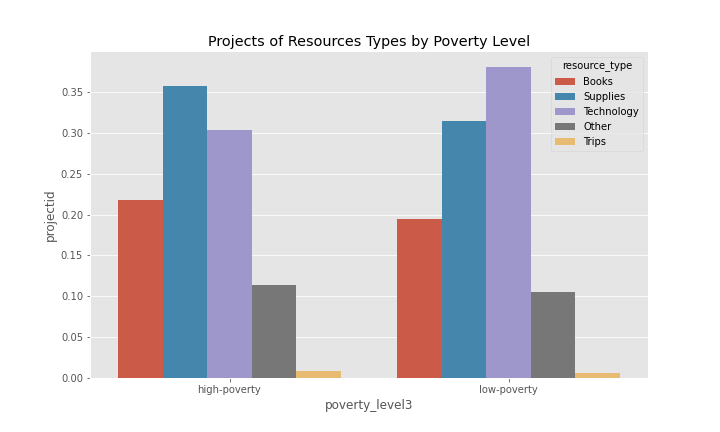 Projects of Resources Types by Poverty Level
resource_type
Books
Supplies
Technology
Other
Trips
projectid
0.35
0.30
0.25
0.20
0.15
0.10
0.05
0.00
high-poverty
low-poverty
poverty_level3